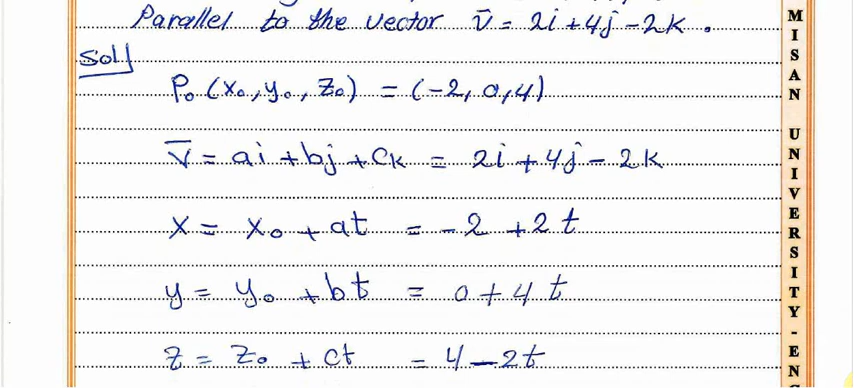 Parallel to the vector v̄ = 2i + 4j - 2k .
Sol
P₀ (x₀, y₀, z₀) = (-2, 0, 4)
v̄ = ai + bj + ck = 2i + 4j - 2k
x = x₀ + at = -2 + 2t
y = y₀ + bt = 0 + 4t
z = z₀ + ct = 4 - 2t
MISAN UNIVERSITY - EN